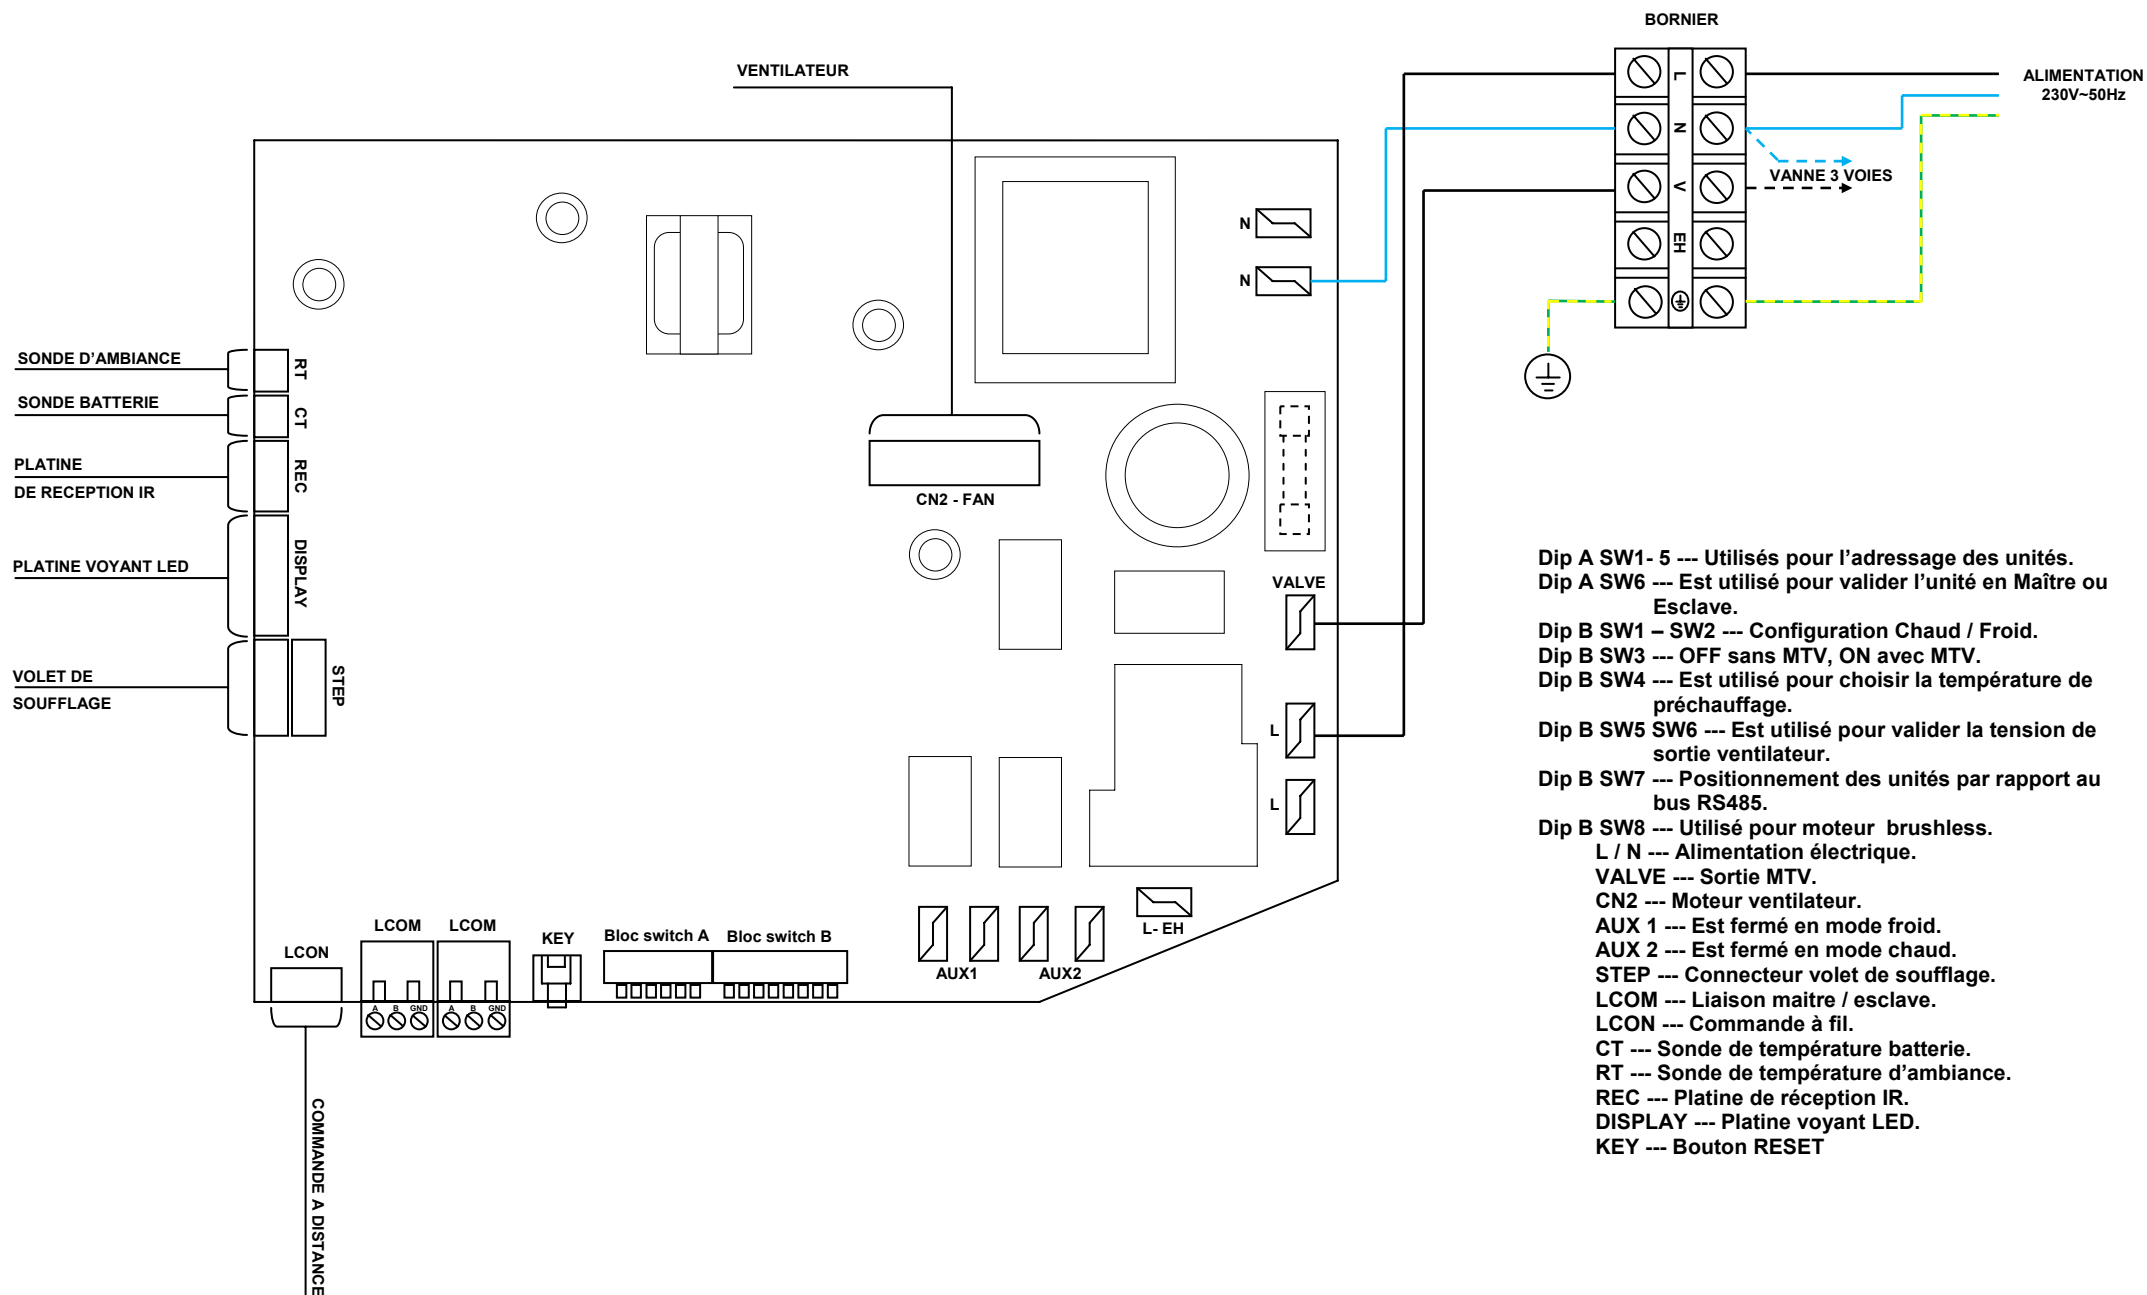 BORNIER
VENTILATEUR
L
ALIMENTATION
230V~50Hz
N
VANNE 3 VOIES
V
EH
N
N
SONDE D’AMBIANCE
RT
SONDE BATTERIE
CT
PLATINE
DE RECEPTION IR
REC
CN2 - FAN
PLATINE VOYANT LED
DISPLAY
VALVE
VOLET DE
SOUFFLAGE
STEP
L
L
L- EH
AUX1
AUX2
LCON
LCOM
LCOM
KEY
Bloc switch A
Bloc switch B
A B GND
A B GND
COMMANDE A DISTANCE
Dip A SW1- 5 --- Utilisés pour l’adressage des unités.
Dip A SW6 --- Est utilisé pour valider l’unité en Maître ou
Esclave.
Dip B SW1 – SW2 --- Configuration Chaud / Froid.
Dip B SW3 --- OFF sans MTV, ON avec MTV.
Dip B SW4 --- Est utilisé pour choisir la température de
préchauffage.
Dip B SW5 SW6 --- Est utilisé pour valider la tension de
sortie ventilateur.
Dip B SW7 --- Positionnement des unités par rapport au
bus RS485.
Dip B SW8 --- Utilisé pour moteur  brushless.
L / N --- Alimentation électrique.
VALVE --- Sortie MTV.
CN2 --- Moteur ventilateur.
AUX 1 --- Est fermé en mode froid.
AUX 2 --- Est fermé en mode chaud.
STEP --- Connecteur volet de soufflage.
LCOM --- Liaison maitre / esclave.
LCON --- Commande à fil.
CT --- Sonde de température batterie.
RT --- Sonde de température d’ambiance.
REC --- Platine de réception IR.
DISPLAY --- Platine voyant LED.
KEY --- Bouton RESET